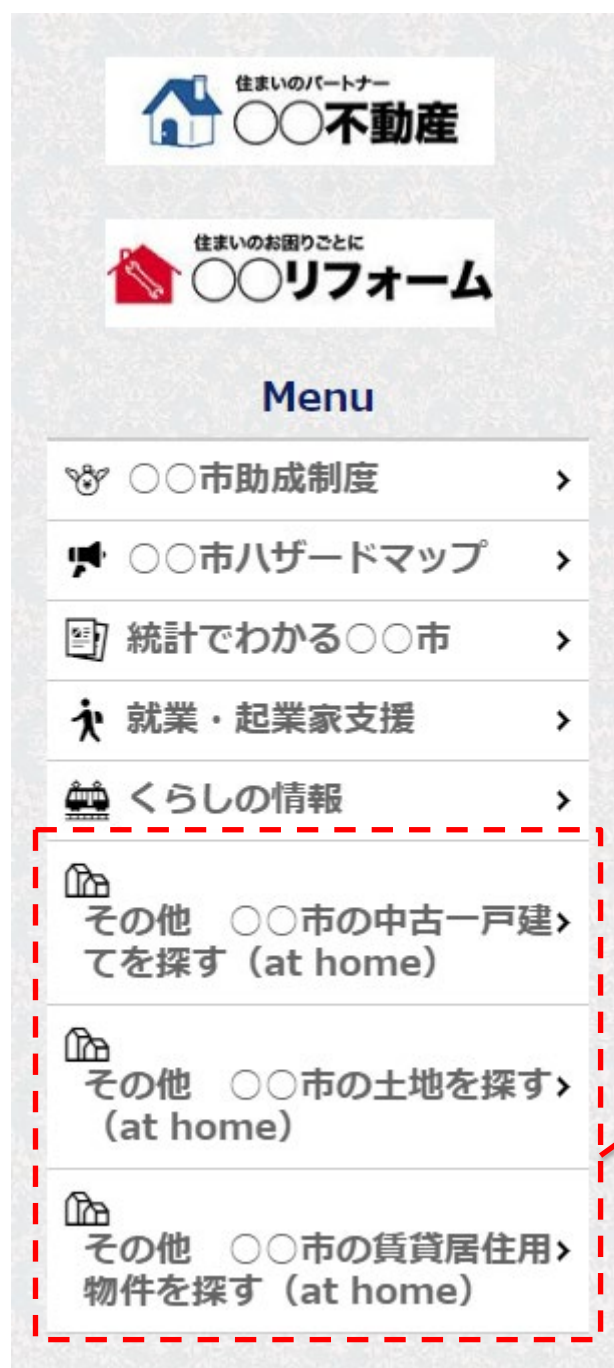 住まいのパートナー
○○不動産
住まいのお困りごとに
○○リフォーム
Menu
○○市助成制度
○○市ハザードマップ
統計でわかる○○市
就業・起業家支援
くらしの情報
その他　○○市の中古一戸建
てを探す（at home）
その他　○○市の土地を探す
（at home）
その他　○○市の賃貸居住用
物件を探す（at home）